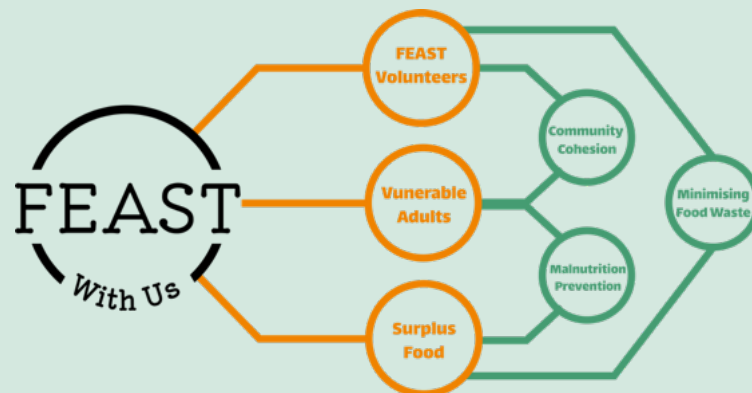 FEAST
With Us
FEAST
Volunteers
Vunerable
Adults
Surplus
Food
Community
Cohesion
Malnutrition
Prevention
Minimising
Food Waste